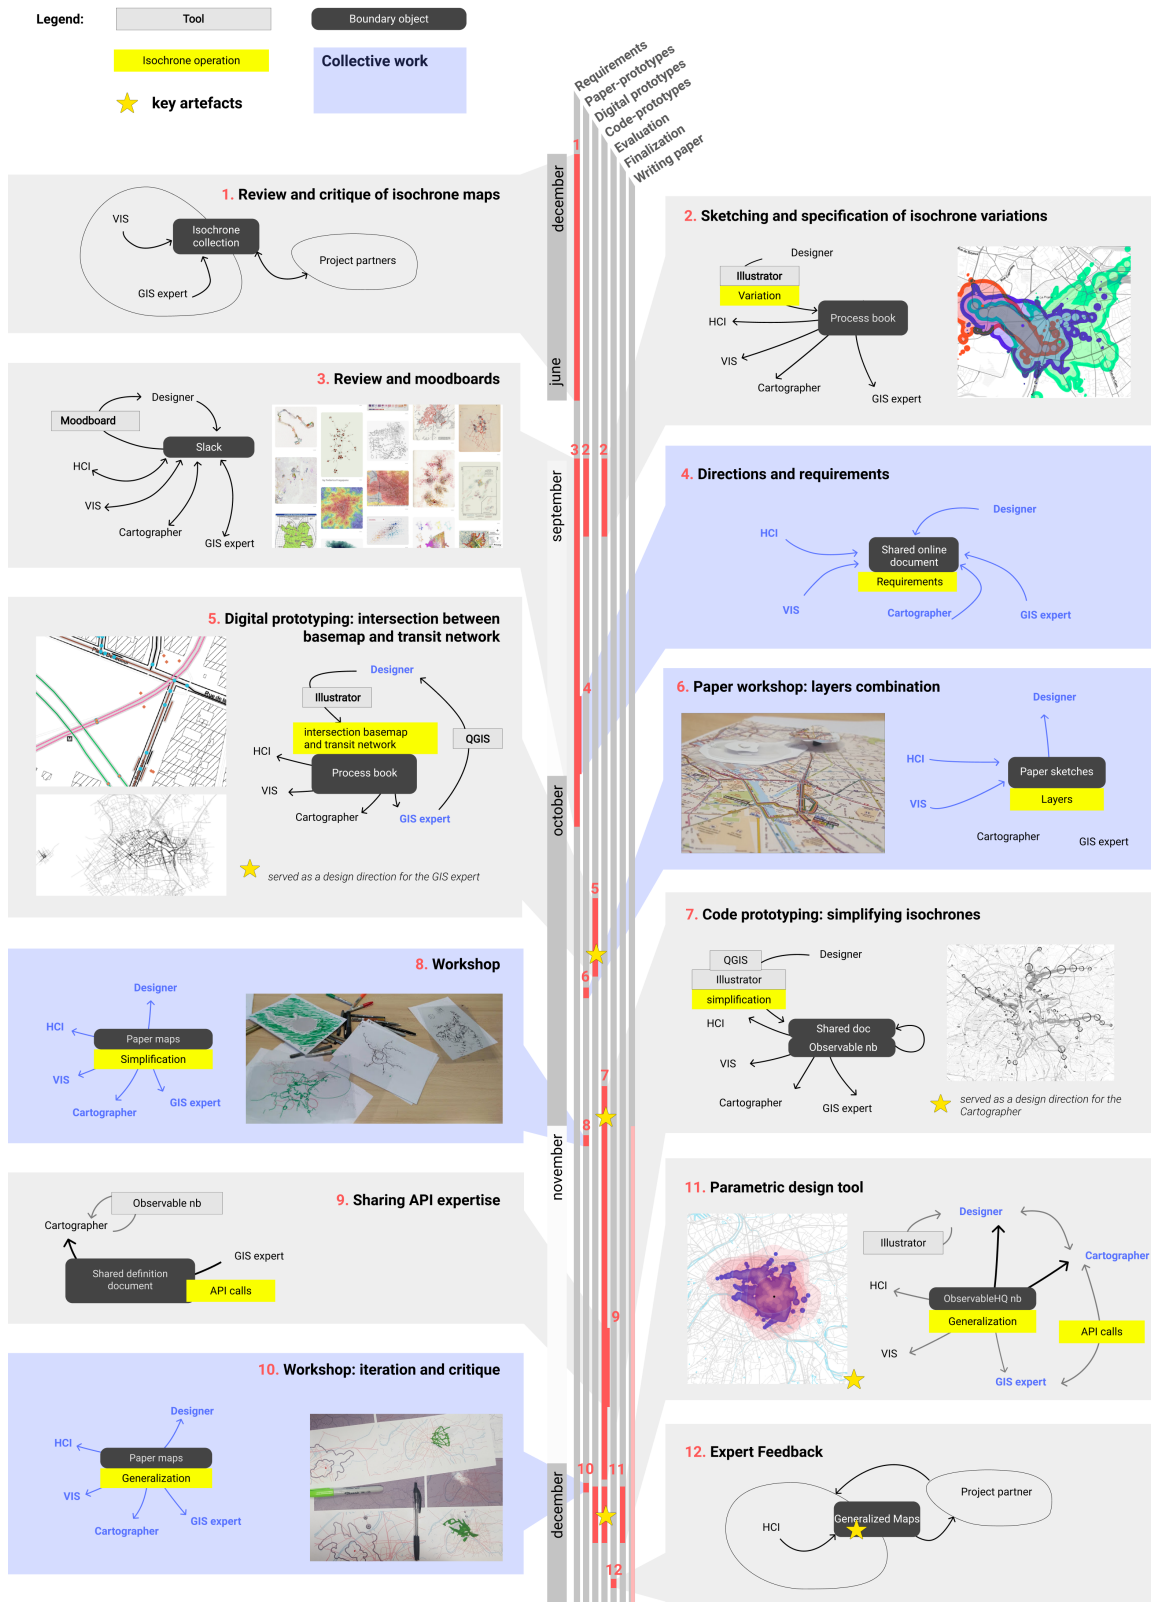 Legend:
Tool
Boundary object
Isochrone operation
Collective work
key artefacts
Requirements
Paper-prototypes
Digital prototypes
Code-prototypes
Evaluation
Finalization
Writing paper
1
december
june
3 2 2
september
4
october
5
6
7
8
november
9
10 11
december
12
1. Review and critique of isochrone maps
VIS
Isochrone
collection
Project partners
GIS expert
2. Sketching and specification of isochrone variations
Designer
Illustrator
Variation
Process book
HCI
VIS
Cartographer
GIS expert
3. Review and moodboards
Designer
Moodboard
Slack
HCI
VIS
Cartographer
GIS expert
4. Directions and requirements
Designer
HCI
Shared online
document
Requirements
VIS
Cartographer
GIS expert
5. Digital prototyping: intersection between
basemap and transit network
Designer
Illustrator
intersection basemap
and transit network
QGIS
HCI
Process book
VIS
Cartographer
GIS expert
served as a design direction for the GIS expert
6. Paper workshop: layers combination
Designer
HCI
Paper sketches
Layers
VIS
Cartographer
GIS expert
7. Code prototyping: simplifying isochrones
QGIS
Designer
Illustrator
simplification
HCI
Shared doc
Observable nb
VIS
Cartographer
GIS expert
served as a design direction for the
Cartographer
8. Workshop
Designer
HCI
Paper maps
Simplification
VIS
Cartographer
GIS expert
9. Sharing API expertise
Observable nb
Cartographer
GIS expert
Shared definition
document
API calls
10. Workshop: iteration and critique
Designer
HCI
Paper maps
Generalization
VIS
Cartographer
GIS expert
11. Parametric design tool
Designer
Illustrator
Cartographer
HCI
ObservableHQ nb
Generalization
API calls
VIS
GIS expert
12. Expert Feedback
Project partner
HCI
Generalized Maps